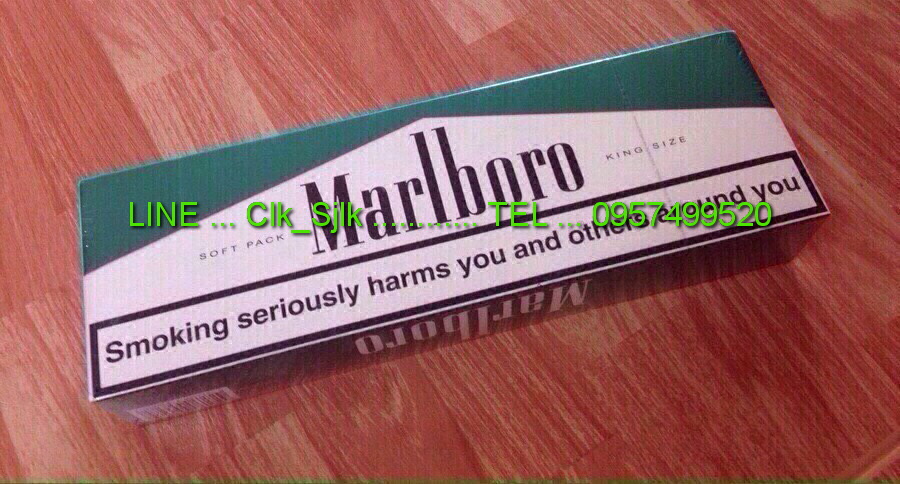 Marlboro
KING SIZE
SOFT PACK
LINE ... Clk_Sjlk ............ TEL ... 0957499520
Smoking seriously harms you and others around you
Marlboro